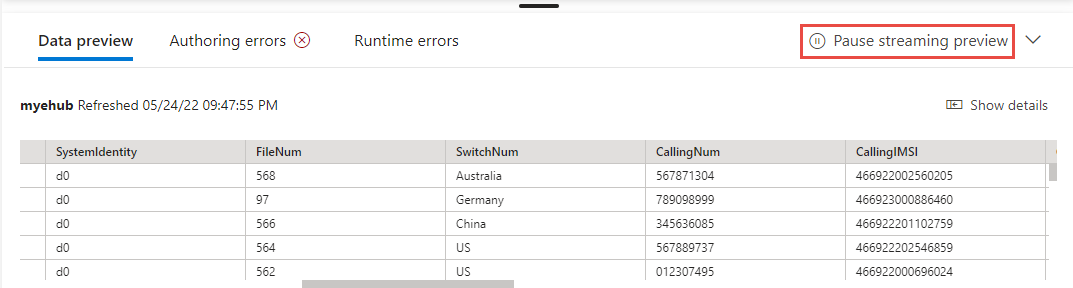 Data preview Authoring errors Runtime errors Pause streaming preview
myehub Refreshed 05/24/22 09:47:55 PM Show details
SystemIdentity FileNum SwitchNum CallingNum CallingIMSI
d0 568 Australia 567871304 466922002560205
d0 97 Germany 789098999 466923000886460
d0 566 China 345636085 466922201102759
d0 564 US 567889737 466922202546859
d0 562 US 012307495 466922000696024